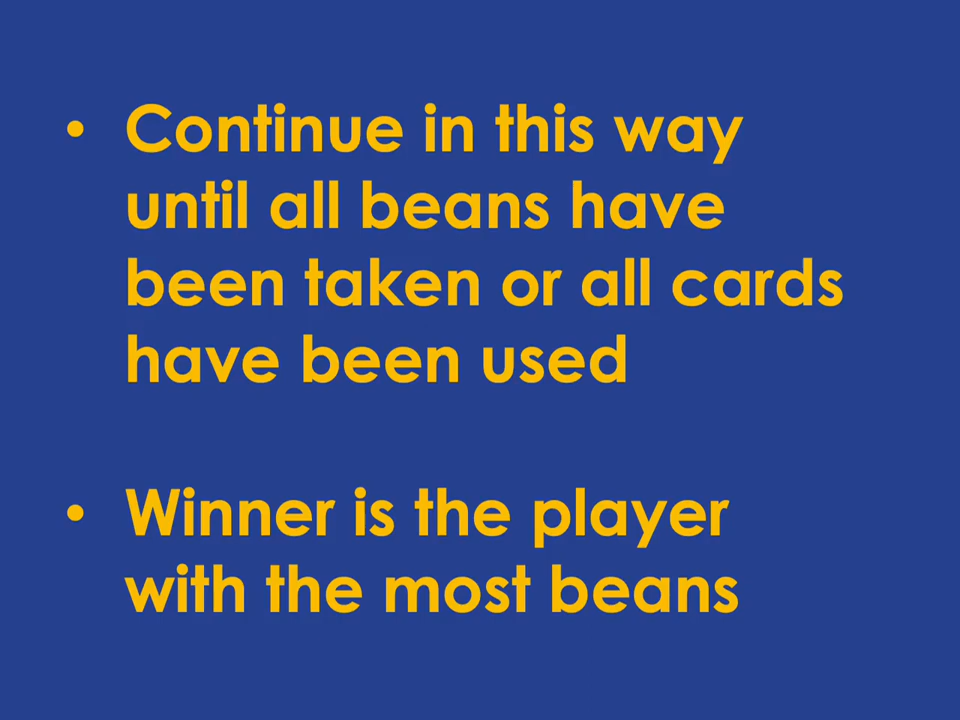 • Continue in this way
until all beans have
been taken or all cards
have been used
• Winner is the player
with the most beans